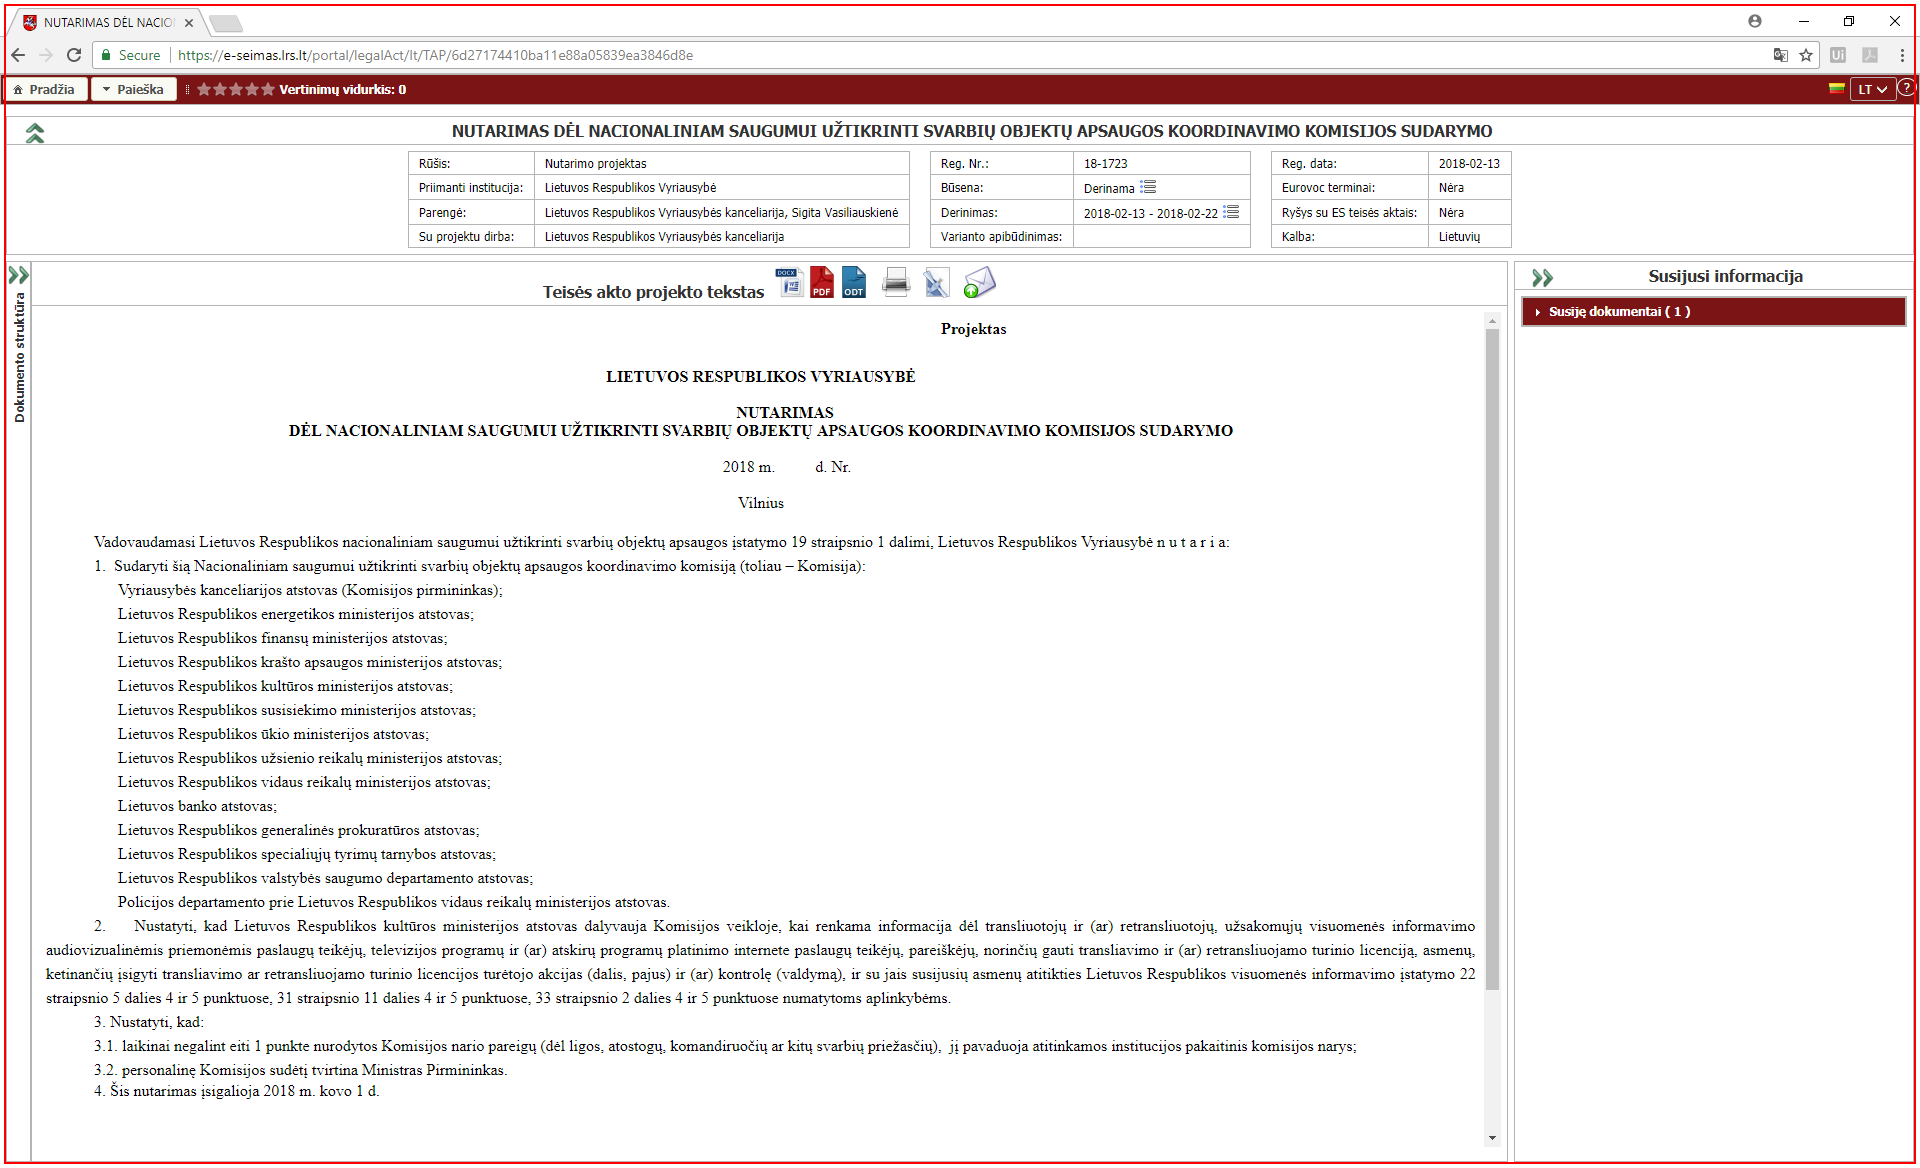 NUTARIMAS DĖL NACIO
Secure
https://e-seimas.lrs.lt/portal/legalAct/lt/TAP/6d27174410ba11e88a05839ea3846d8e
Pradžia
Paieška
Vertinimų vidurkis: 0
LT
?
NUTARIMAS DĖL NACIONALINIAM SAUGUMUI UŽTIKRINTI SVARBIŲ OBJEKTŲ APSAUGOS KOORDINAVIMO KOMISIJOS SUDARYMO
Rūšis: Nutarimo projektas
Priimanti institucija: Lietuvos Respublikos Vyriausybė
Parengė: Lietuvos Respublikos Vyriausybės kanceliarija, Sigita Vasiliauskienė
Su projektu dirba: Lietuvos Respublikos Vyriausybės kanceliarija
Reg. Nr.: 18-1723
Būsena: Derinama
Derinimas: 2018-02-13 - 2018-02-22
Varianto apibūdinimas:
Reg. data: 2018-02-13
Eurovoc terminai: Nėra
Ryšys su ES teisės aktais: Nėra
Kalba: Lietuvių
Dokumento struktūra
Teisės akto projekto tekstas
DOCX
W
PDF
ODT
Susijusi informacija
Susiję dokumentai ( 1 )
Projektas
LIETUVOS RESPUBLIKOS VYRIAUSYBĖ
NUTARIMAS
DĖL NACIONALINIAM SAUGUMUI UŽTIKRINTI SVARBIŲ OBJEKTŲ APSAUGOS KOORDINAVIMO KOMISIJOS SUDARYMO
2018 m. d. Nr.
Vilnius
Vadovaudamasi Lietuvos Respublikos nacionaliniam saugumui užtikrinti svarbių objektų apsaugos įstatymo 19 straipsnio 1 dalimi, Lietuvos Respublikos Vyriausybė n u t a r i a:
1. Sudaryti šią Nacionaliniam saugumui užtikrinti svarbių objektų apsaugos koordinavimo komisiją (toliau – Komisija):
Vyriausybės kanceliarijos atstovas (Komisijos pirmininkas);
Lietuvos Respublikos energetikos ministerijos atstovas;
Lietuvos Respublikos finansų ministerijos atstovas;
Lietuvos Respublikos krašto apsaugos ministerijos atstovas;
Lietuvos Respublikos kultūros ministerijos atstovas;
Lietuvos Respublikos susisiekimo ministerijos atstovas;
Lietuvos Respublikos ūkio ministerijos atstovas;
Lietuvos Respublikos užsienio reikalų ministerijos atstovas;
Lietuvos Respublikos vidaus reikalų ministerijos atstovas;
Lietuvos banko atstovas;
Lietuvos Respublikos generalinės prokuratūros atstovas;
Lietuvos Respublikos specialiųjų tyrimų tarnybos atstovas;
Lietuvos Respublikos valstybės saugumo departamento atstovas;
Policijos departamento prie Lietuvos Respublikos vidaus reikalų ministerijos atstovas.
2. Nustatyti, kad Lietuvos Respublikos kultūros ministerijos atstovas dalyvauja Komisijos veikloje, kai renkama informacija dėl transliuotojų ir (ar) retransliuotojų, užsakomųjų visuomenės informavimo
audiovizualinėmis priemonėmis paslaugų teikėjų, televizijos programų ir (ar) atskirų programų platinimo internete paslaugų teikėjų, pareiškėjų, norinčių gauti transliavimo ir (ar) retransliuojamo turinio licenciją, asmenų,
ketinančių įsigyti transliavimo ar retransliuojamo turinio licencijos turėtojo akcijas (dalis, pajus) ir (ar) kontrolę (valdymą), ir su jais susijusių asmenų atitikties Lietuvos Respublikos visuomenės informavimo įstatymo 22
straipsnio 5 dalies 4 ir 5 punktuose, 31 straipsnio 11 dalies 4 ir 5 punktuose, 33 straipsnio 2 dalies 4 ir 5 punktuose numatytoms aplinkybėms.
3. Nustatyti, kad:
3.1. laikinai negalint eiti 1 punkte nurodytos Komisijos nario pareigų (dėl ligos, atostogų, komandiruočių ar kitų svarbių priežasčių), jį pavaduoja atitinkamos institucijos pakaitinis komisijos narys;
3.2. personalinę Komisijos sudėtį tvirtina Ministras Pirmininkas.
4. Šis nutarimas įsigalioja 2018 m. kovo 1 d.